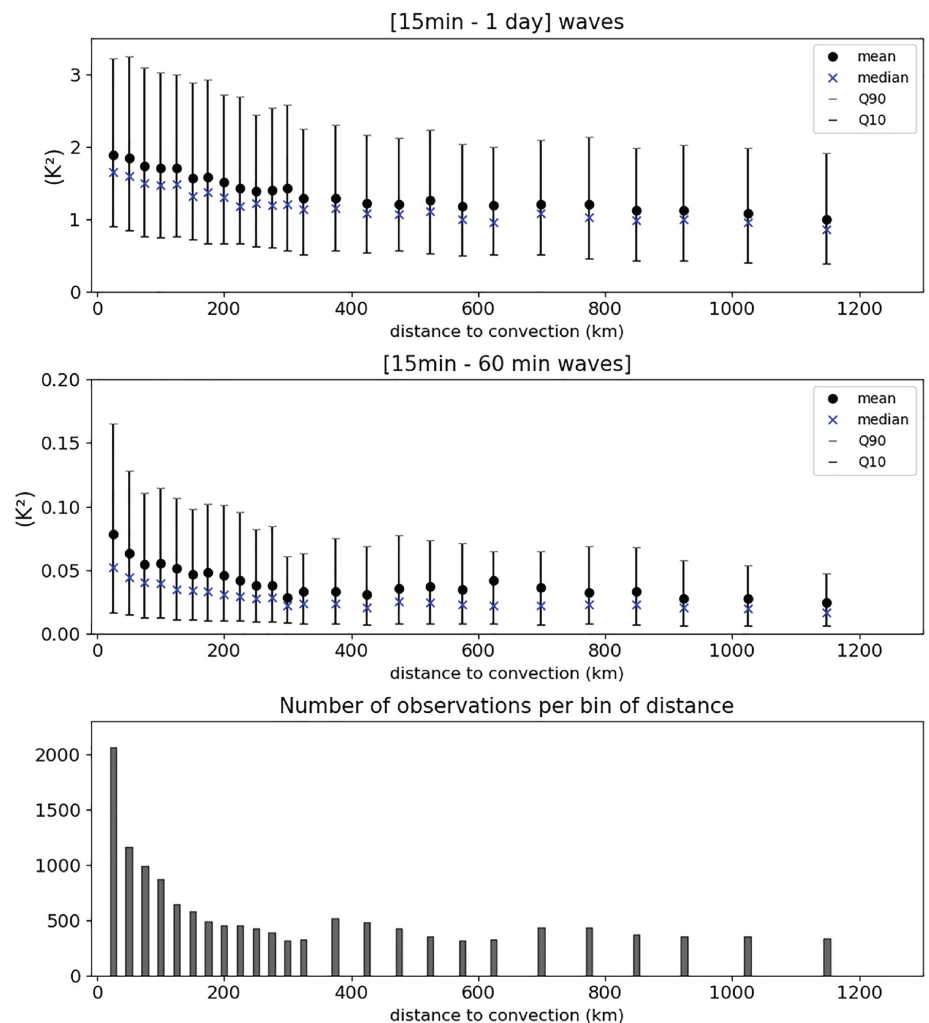 [15min - 1 day] waves
3
2
1
0
(K²)
mean
median
Q90
Q10
0 200 400 600 800 1000 1200
distance to convection (km)
[15min - 60 min waves]
0.20
0.15
0.10
0.05
0.00
(K²)
mean
median
Q90
Q10
0 200 400 600 800 1000 1200
distance to convection (km)
Number of observations per bin of distance
2000
1500
1000
500
0
0 200 400 600 800 1000 1200
distance to convection (km)